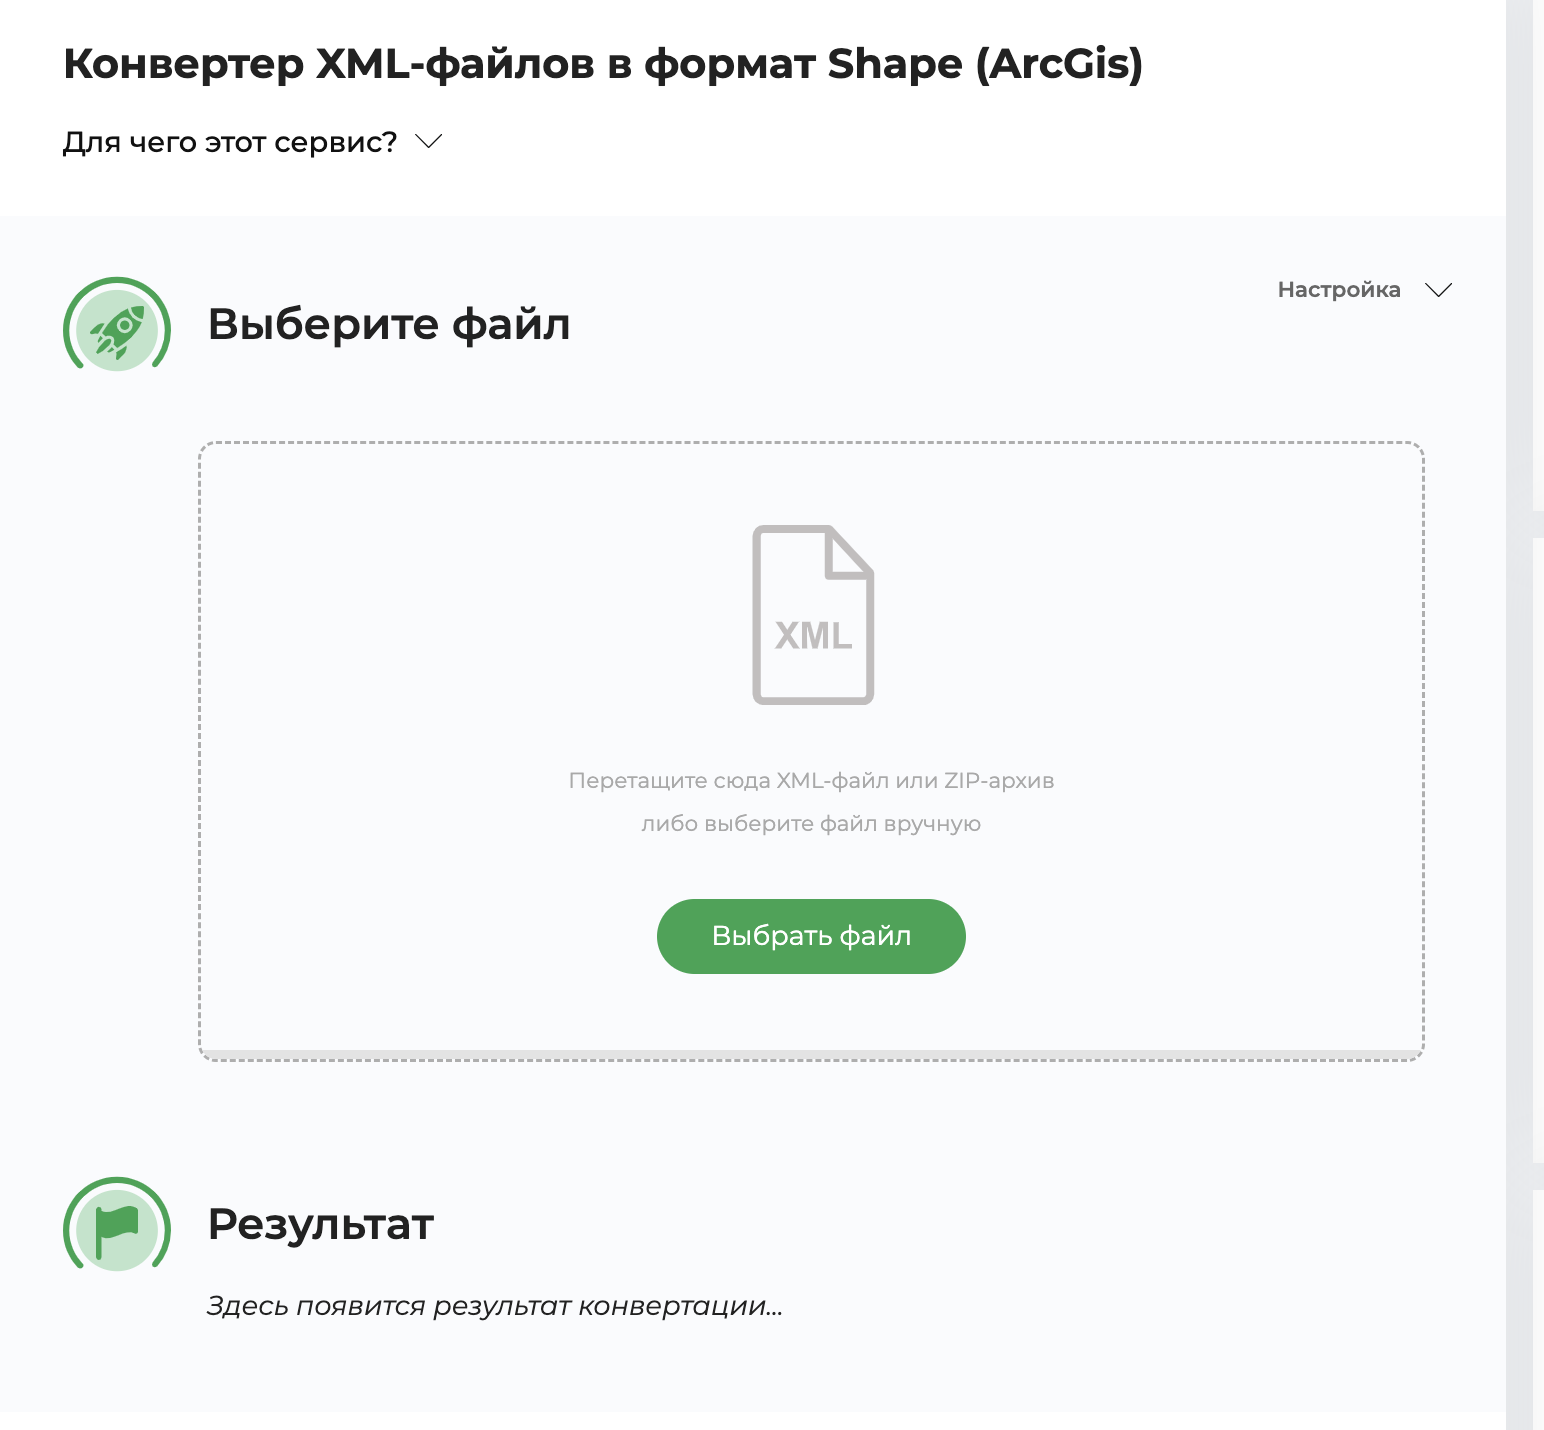 Конвертер XML-файлов в формат Shape (ArcGis)
Для чего этот сервис?
Настройка
Выберите файл
XML
Перетащите сюда XML-файл или ZIP-архив
либо выберите файл вручную
Выбрать файл
Результат
Здесь появится результат конвертации...